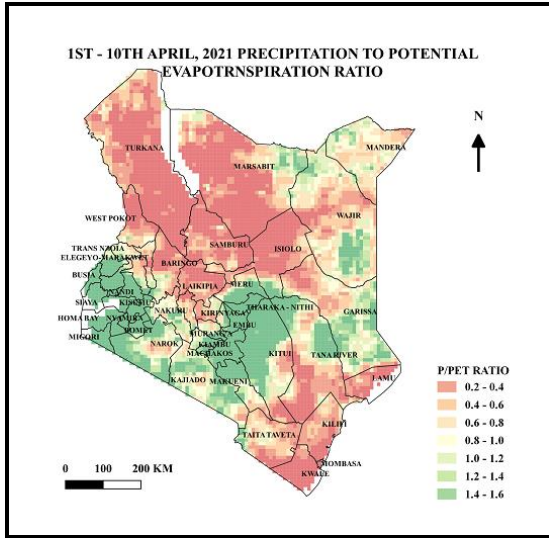 1ST - 10TH APRIL, 2021 PRECIPITATION TO POTENTIAL
EVAPOTRNSPIRATION RATIO
N
MANDERA
TURKANA
MARSABIT
WAJIR
WEST POKOT
TRANS NZOIA
SAMBURU
ISIOLO
ELEGEYO-MARAKWET
BARINGO
BUSIA
LAIKIPIA
MERU
NANDI
SIAYA
KISUMU
NAKURU
KIRINYAGA
THARAKA - NITHI
GARISSA
HOMA BAY
NYAMIRA
EMBU
BOMET
MURANGA
MIGORI
NAROK
KIAMBU
MACHAKOS
KITUI
TANA RIVER
KAJIADO
MAKUENI
LAMU
P/PET RATIO
0.2 - 0.4
0.4 - 0.6
0.6 - 0.8
0.8 - 1.0
1.0 - 1.2
1.2 - 1.4
1.4 - 1.6
KILIFI
TAITA TAVETA
MOMBASA
KWALE
0 100 200 KM